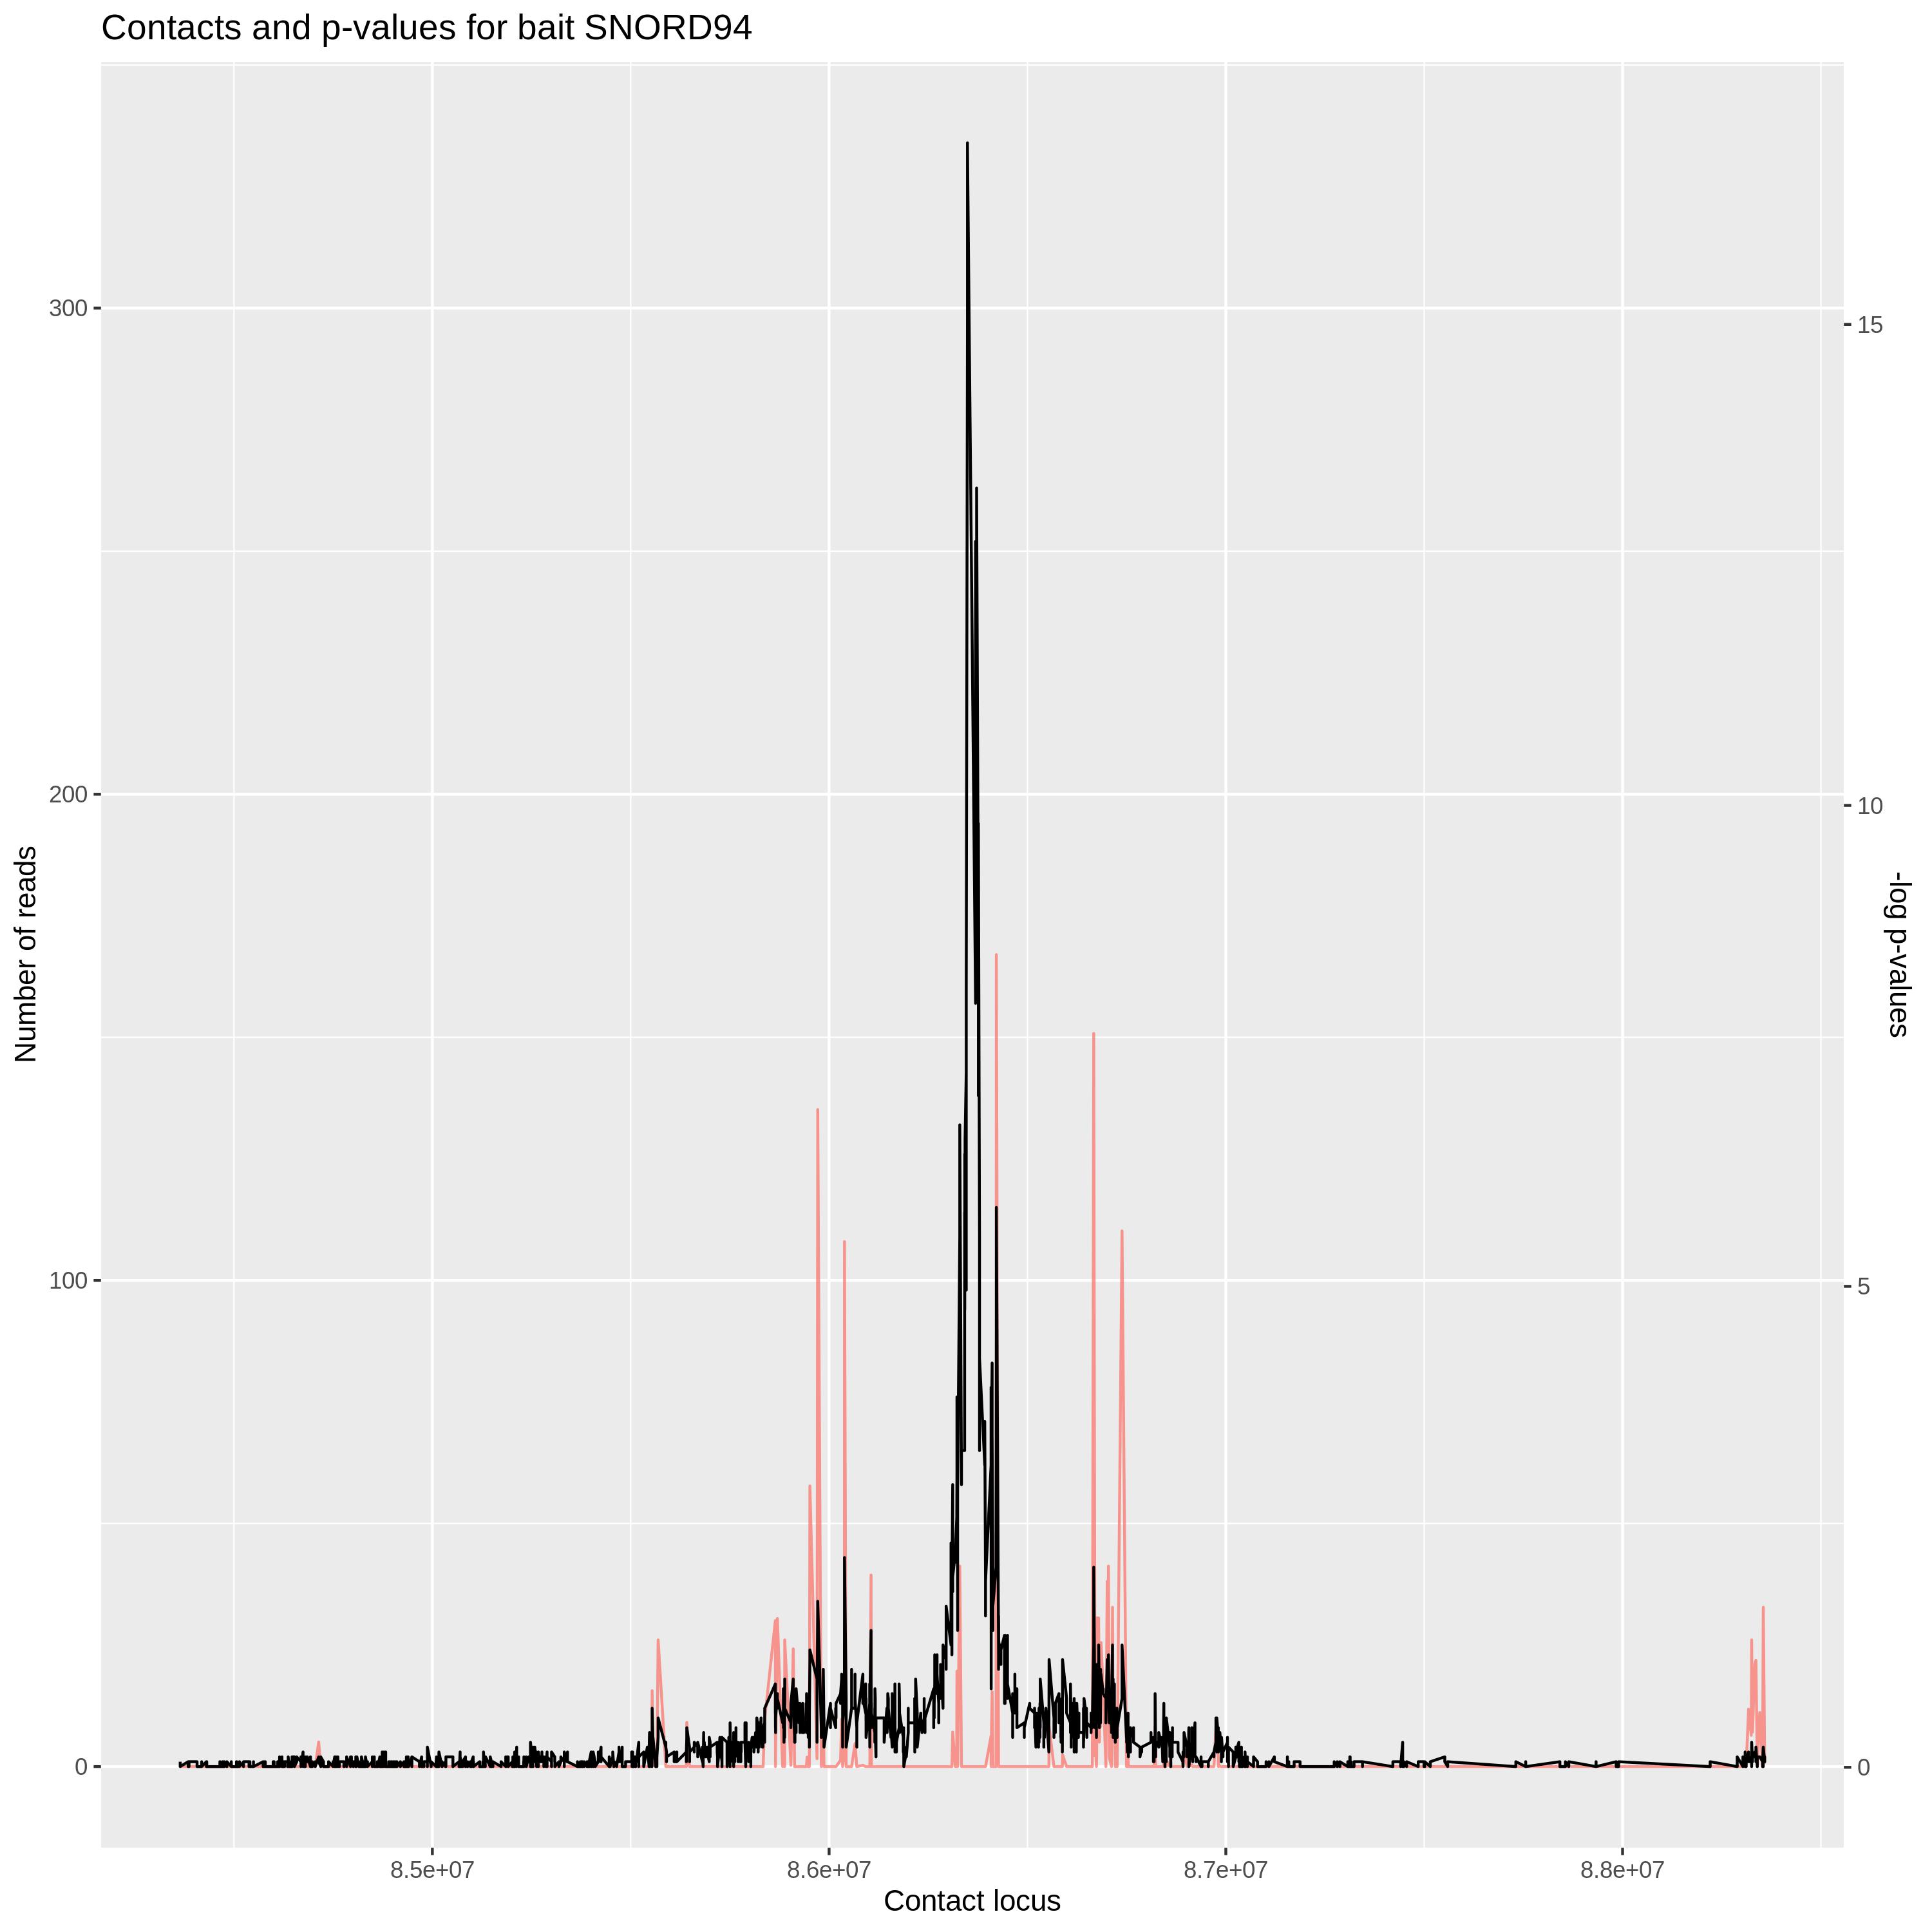 Contacts and p-values for bait SNORD94
Number of reads
300
200
100
0
15
10
5
0
-log p-values
8.5e+07 8.6e+07 8.7e+07 8.8e+07
Contact locus